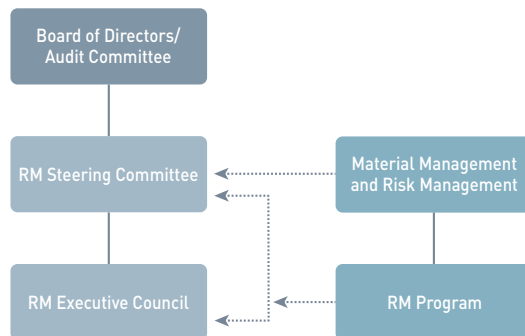 Board of Directors/
Audit Committee
RM Steering Committee
Material Management
and Risk Management
RM Executive Council
RM Program